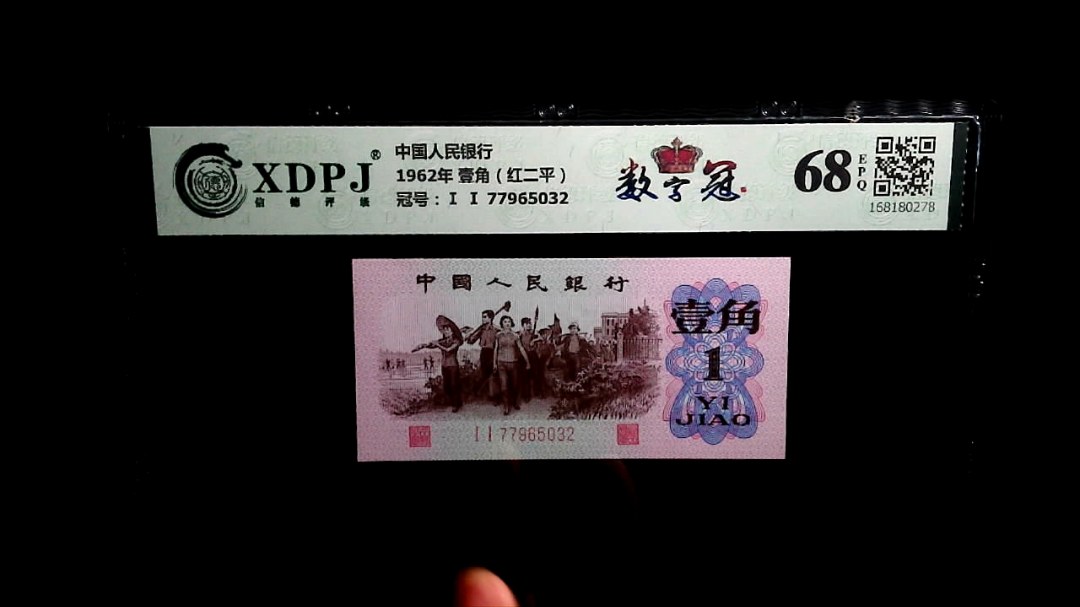 XDPJ®
信德评级
中国人民银行
1962年 壹角（红二平）
冠号：Ⅰ Ⅰ 77965032
数字冠
68
EPQ
168180278
中國人民銀行
壹角
1
YI
JIAO
Ⅰ Ⅰ 77965032